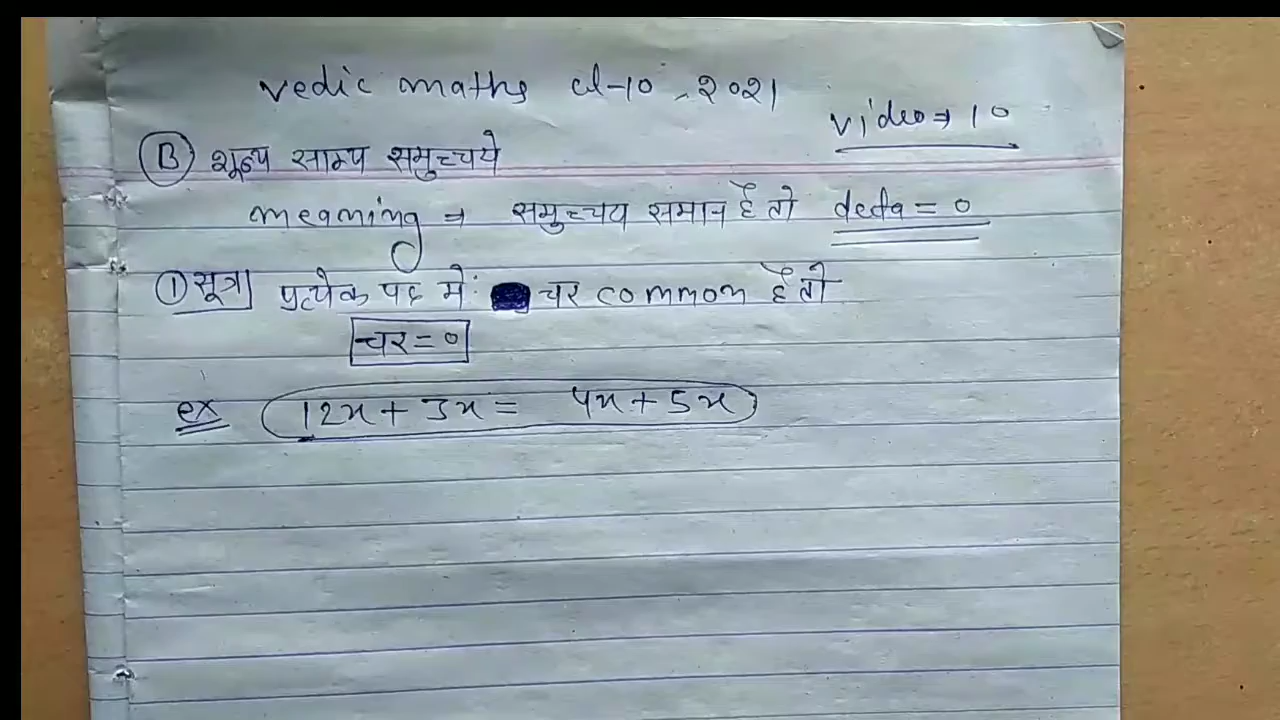 vedic maths cl-10, 2021
video ⇒ 10
(B) शून्य साम्य समुच्चये
meaning ⇒ समुच्चय समान है तो deda = 0
① सूत्र] प्रत्येक पद में चर common है तो
चर = 0
ex 12x + 3x = 4x + 5x